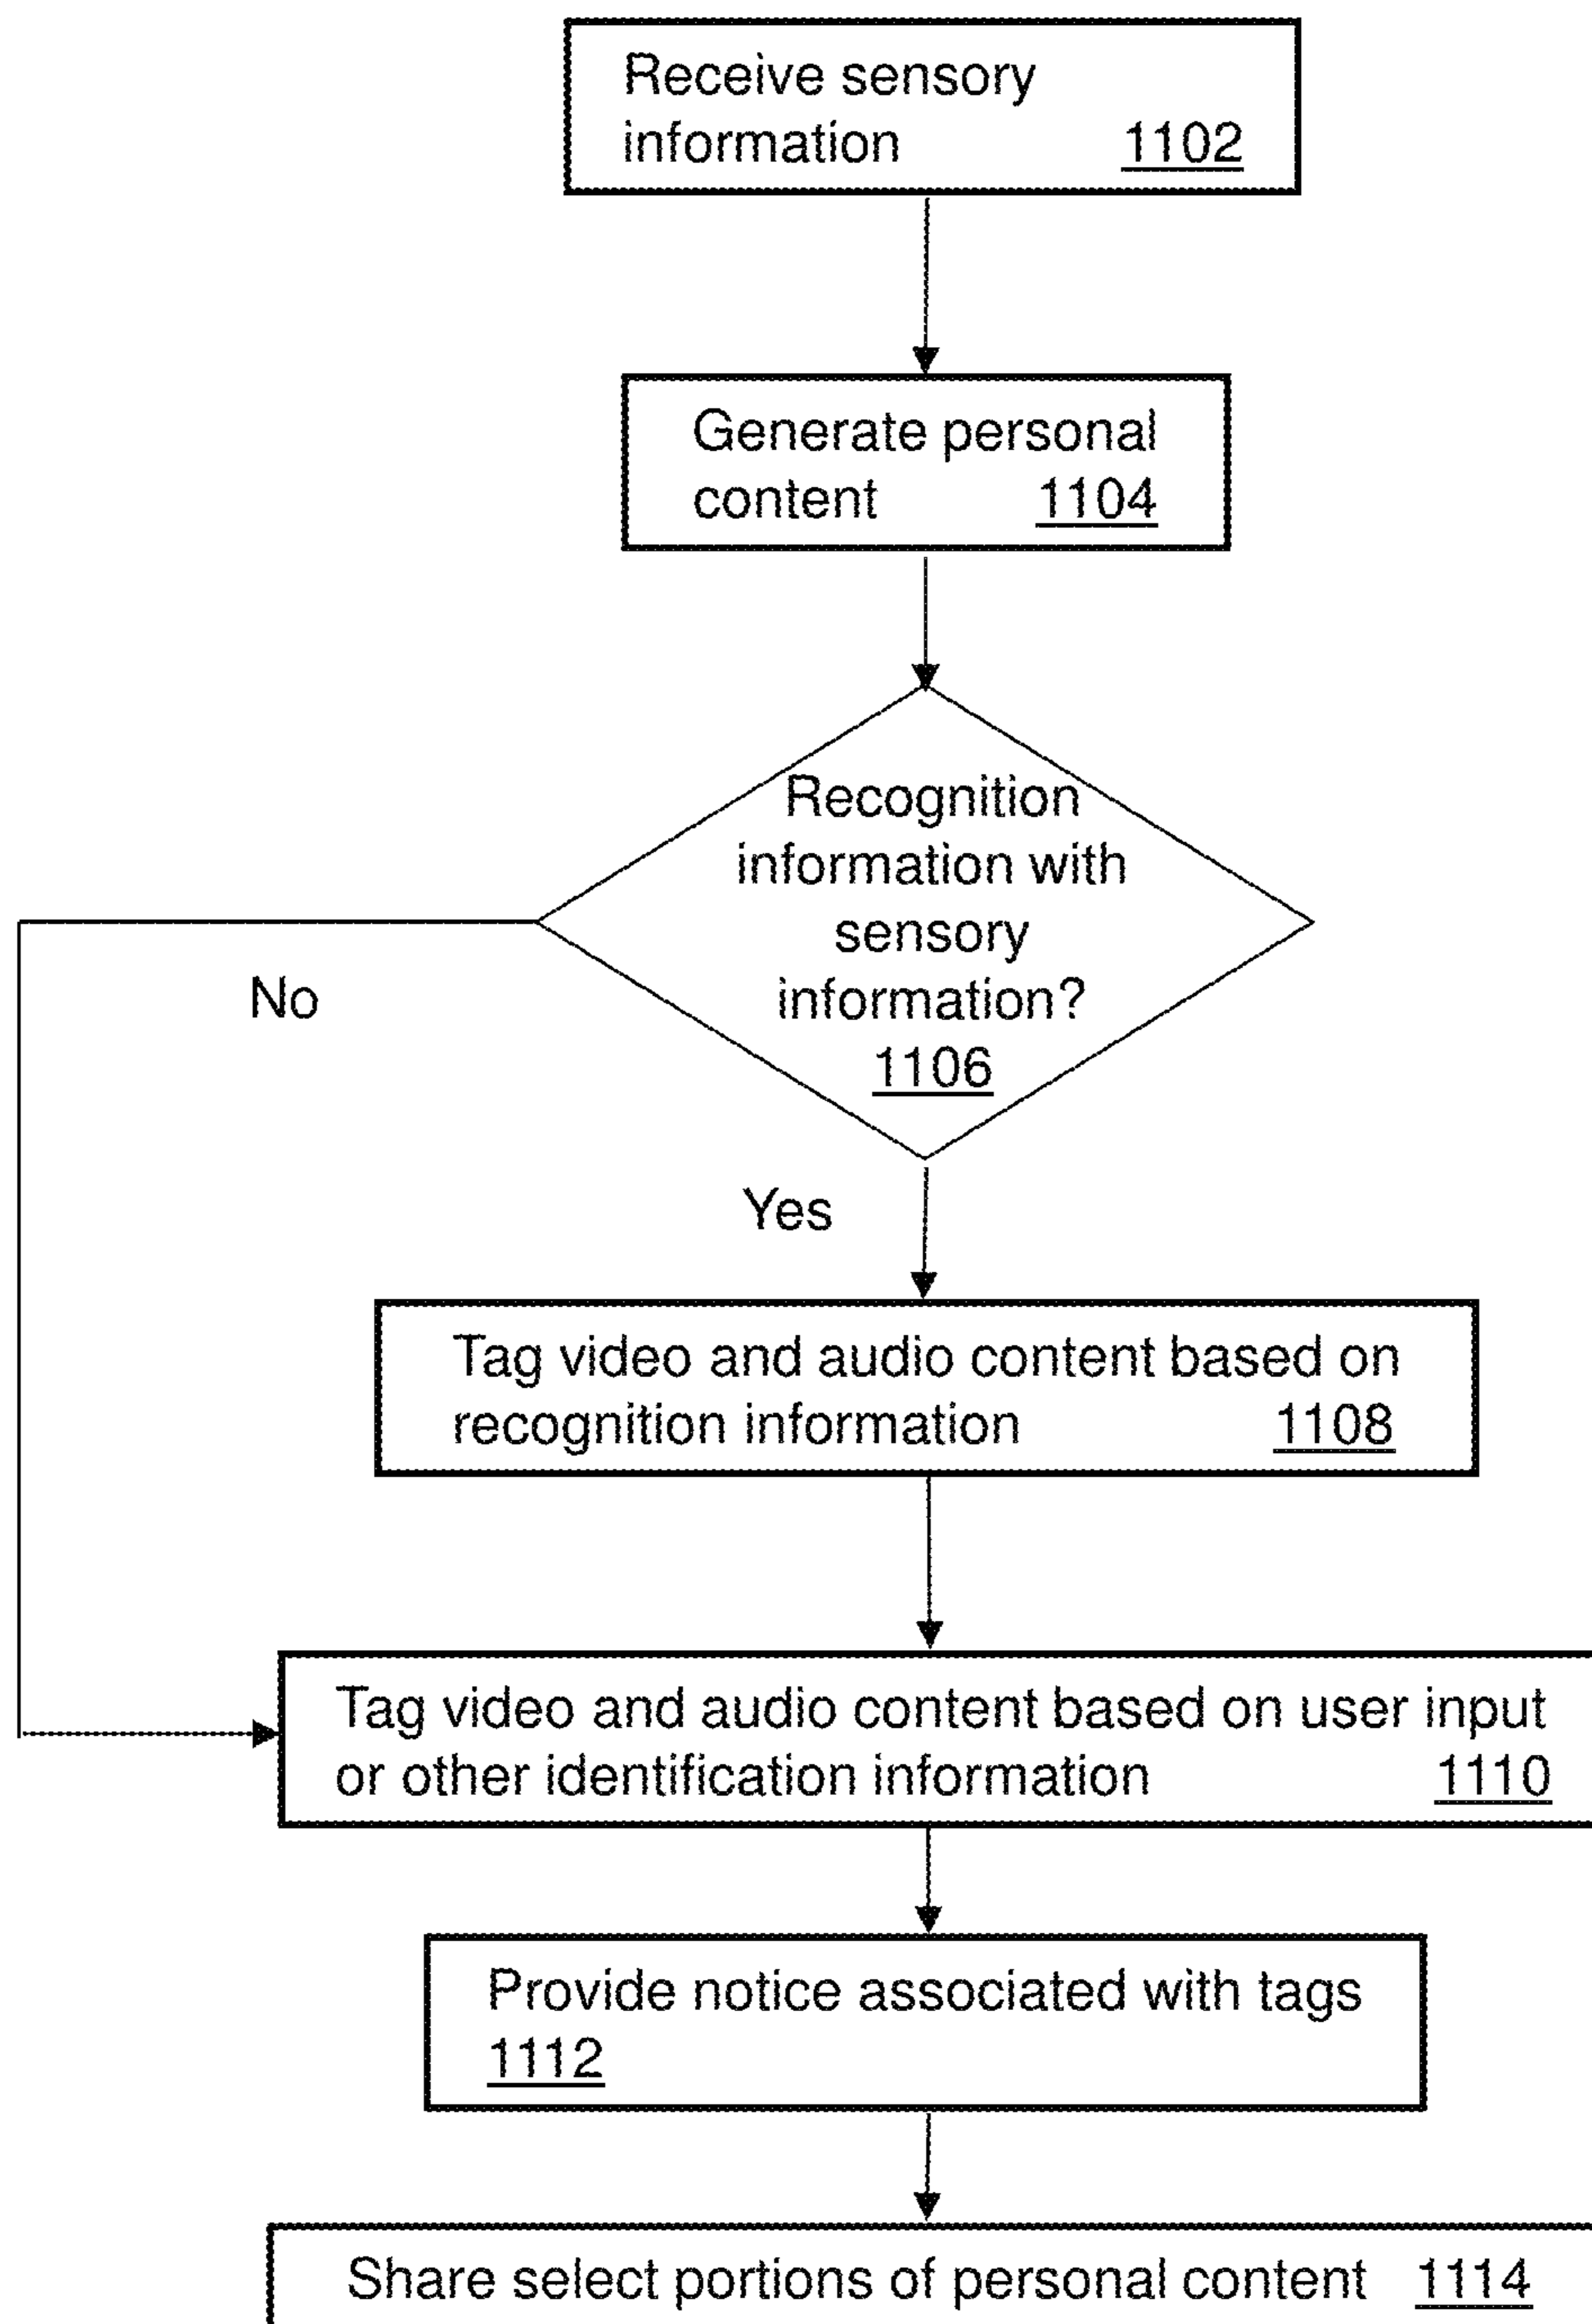 Receive sensory
information 1102
Generate personal
content 1104
Recognition
information with
sensory
information?
1106
No
Yes
Tag video and audio content based on
recognition information 1108
Tag video and audio content based on user input
or other identification information 1110
Provide notice associated with tags
1112
Share select portions of personal content 1114